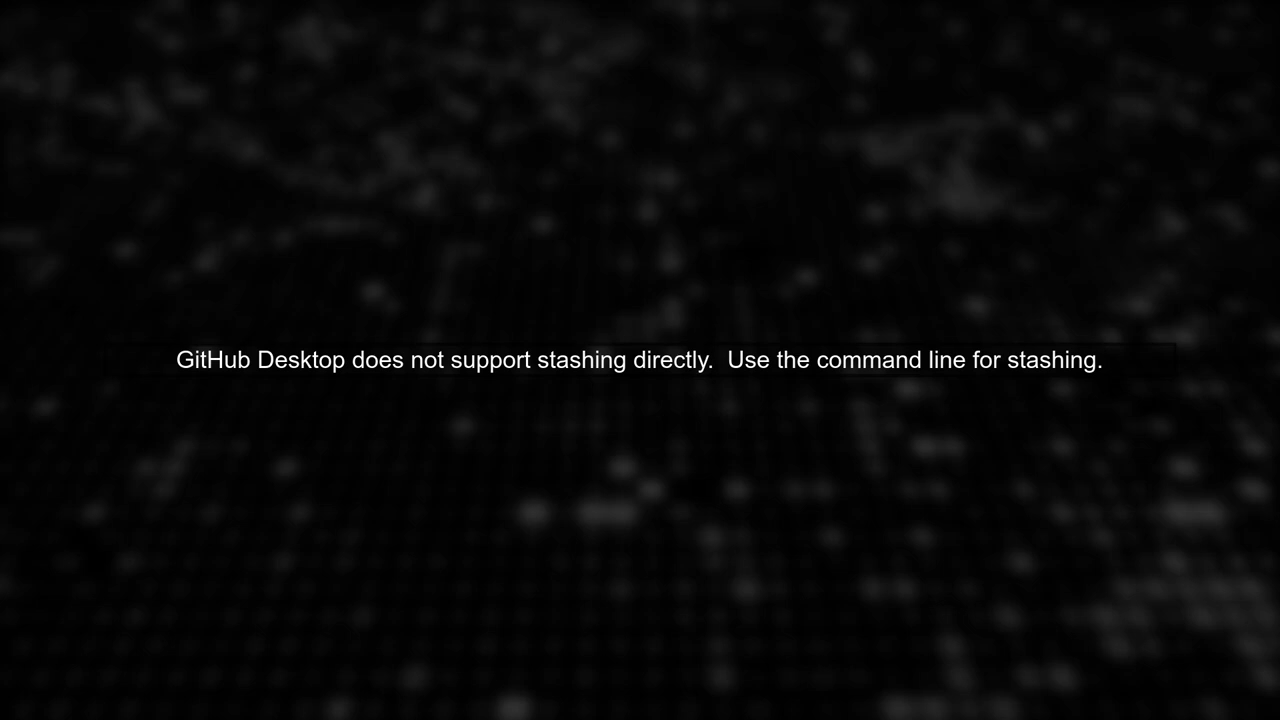 GitHub Desktop does not support stashing directly.  Use the command line for stashing.